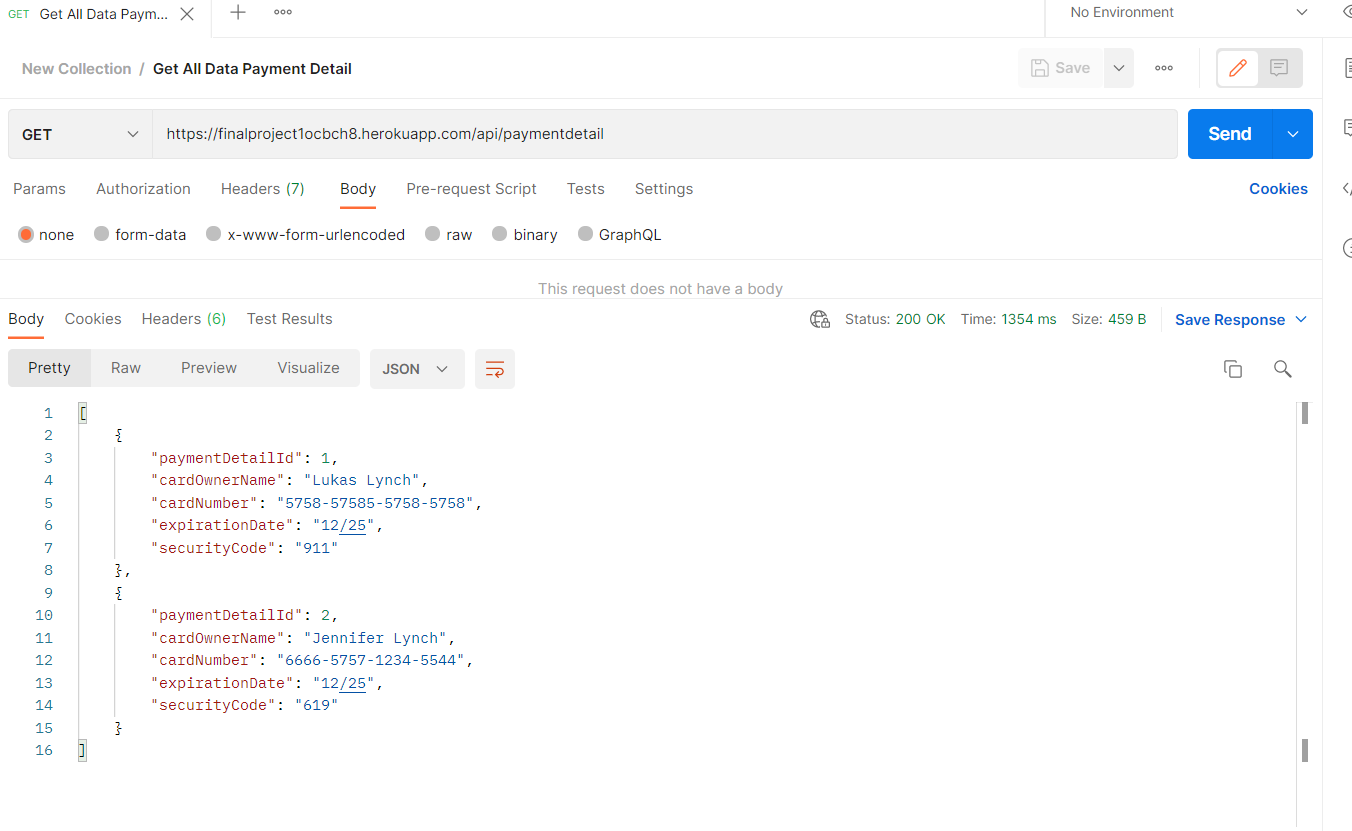 GET Get All Data Paym...
No Environment
New Collection / Get All Data Payment Detail
Save
GET https://finalproject1ocbch8.herokuapp.com/api/paymentdetail Send
Params Authorization Headers (7) Body Pre-request Script Tests Settings Cookies
none form-data x-www-form-urlencoded raw binary GraphQL
This request does not have a body
Body Cookies Headers (6) Test Results Status: 200 OK Time: 1354 ms Size: 459 B Save Response
Pretty Raw Preview Visualize JSON
1 [
2 {
3 "paymentDetailId": 1,
4 "cardOwnerName": "Lukas Lynch",
5 "cardNumber": "5758-57585-5758-5758",
6 "expirationDate": "12/25",
7 "securityCode": "911"
8 },
9 {
10 "paymentDetailId": 2,
11 "cardOwnerName": "Jennifer Lynch",
12 "cardNumber": "6666-5757-1234-5544",
13 "expirationDate": "12/25",
14 "securityCode": "619"
15 }
16 ]